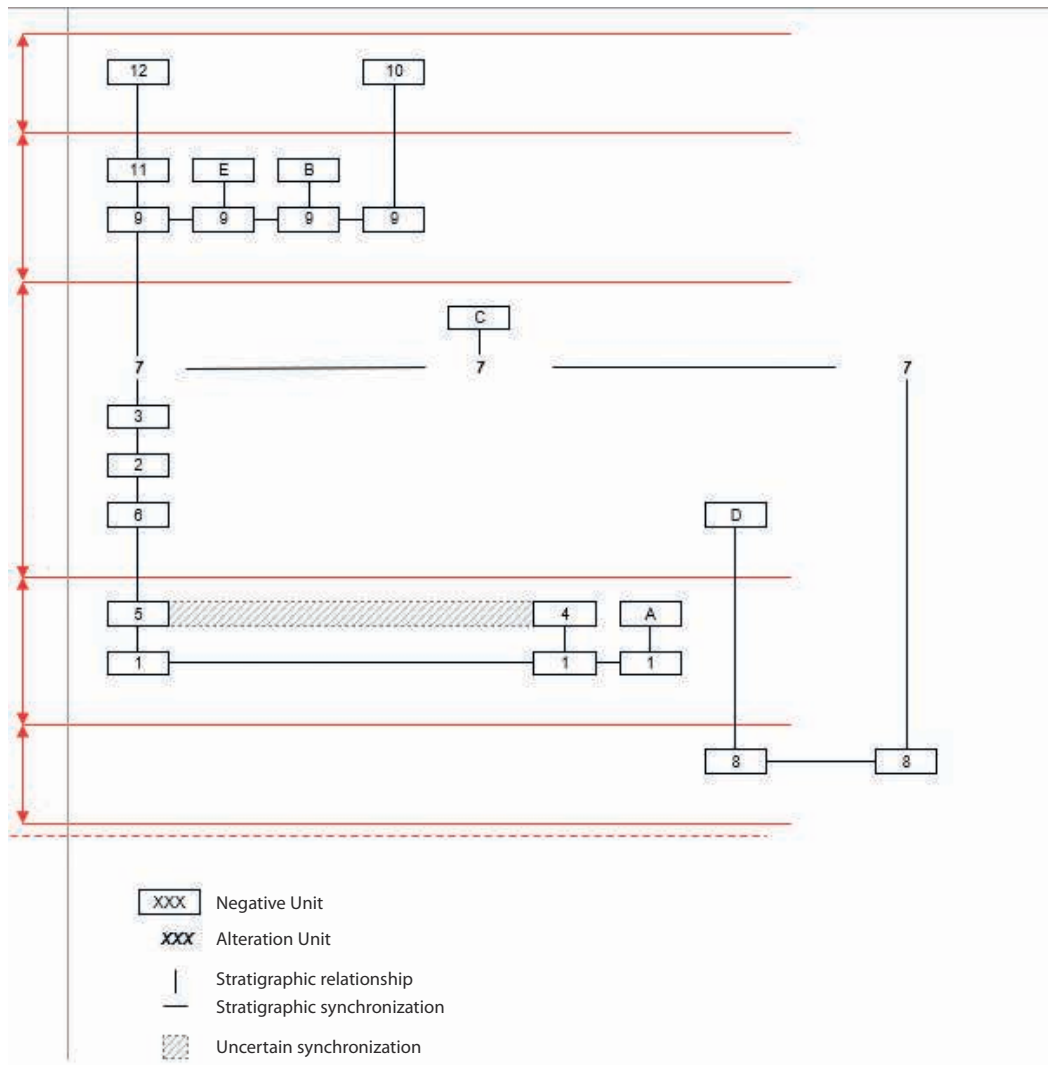 12 10
11 E B
9 9 9 9
C
7 7 7
3
2
6 D
5 4 A
1 1 1
8 8
XXX Negative Unit
XXX Alteration Unit
Stratigraphic relationship
Stratigraphic synchronization
Uncertain synchronization